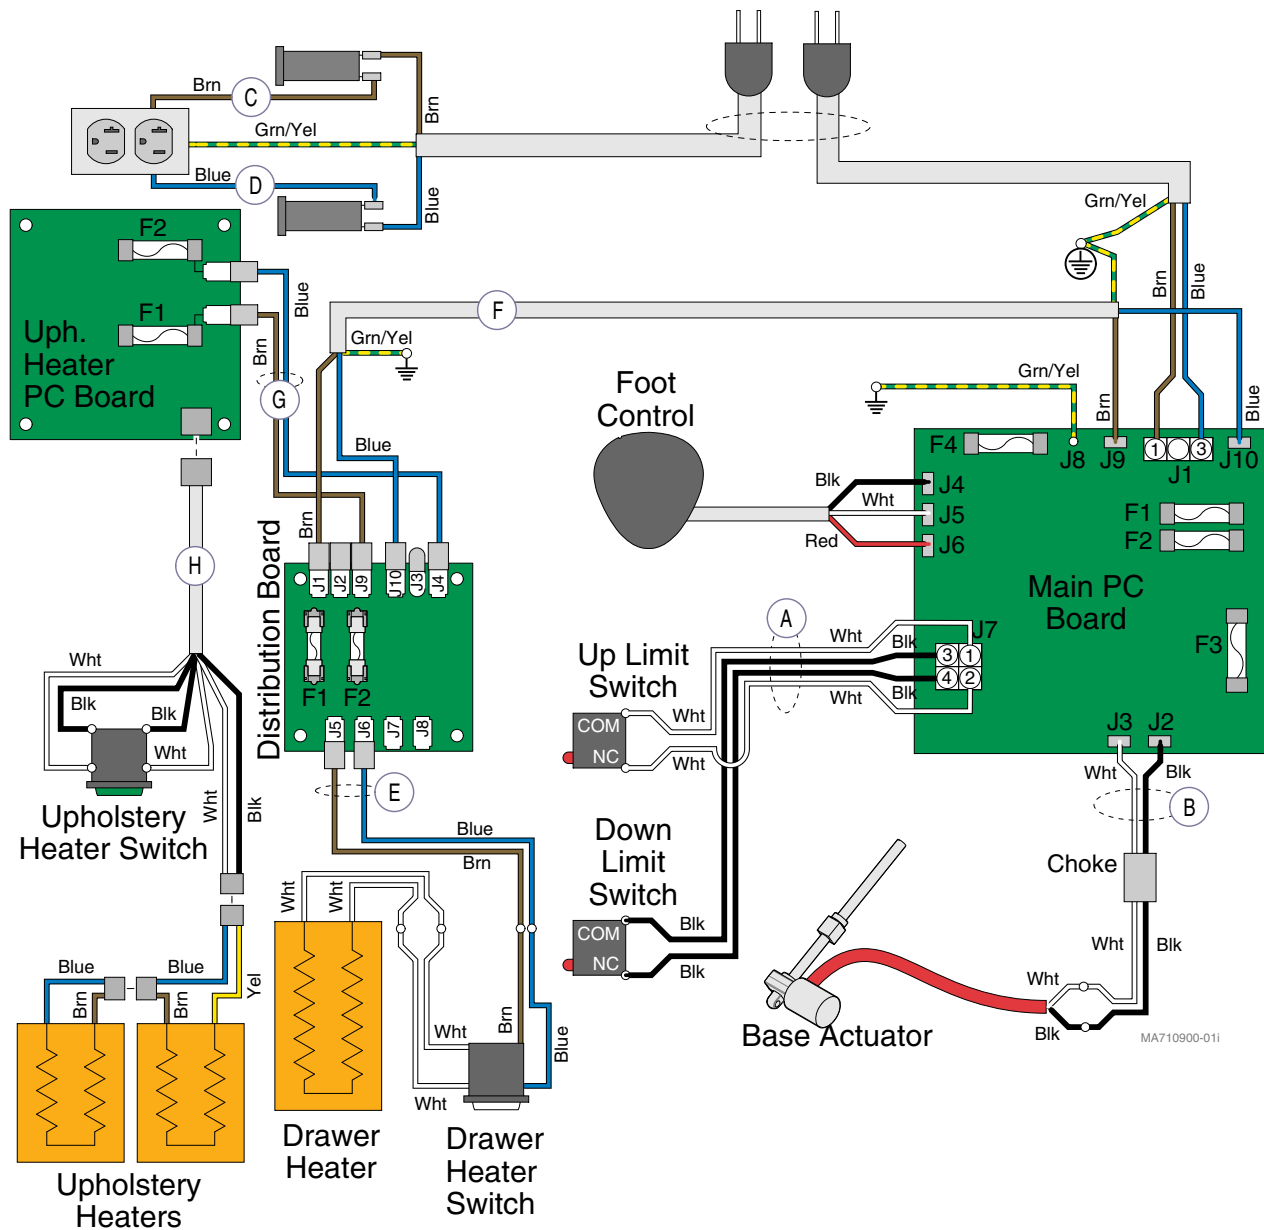 Brn
C
Brn
Grn/Yel
Blue
D
Blue
Grn/Yel
Brn
Blue
F2
F1
Uph.
Heater
PC Board
Blue
Brn
G
F
Grn/Yel
Blue
Brn
Foot
Control
Grn/Yel
Brn
Blue
F4
J8
J9
1
3
J1
J10
Blk
J4
Wht
J5
Red
J6
F1
F2
Main PC
Board
F3
H
Distribution Board
J1
J2
J9
J10
J3
J4
F1
F2
J5
J6
J7
J8
A
Wht
Blk
J7
3
1
4
2
Blk
Wht
Up Limit
Switch
COM
NC
Wht
Wht
J3
J2
Wht
Blk
B
Wht
Blk
Blk
Wht
Upholstery
Heater Switch
Wht
Blk
E
Blue
Brn
Down
Limit
Switch
COM
NC
Blk
Blk
Choke
Wht
Blk
Wht
Blk
Base Actuator
MA710900-01i
Wht
Wht
Blue
Brn
Blue
Brn
Yel
Wht
Brn
Blue
Wht
Upholstery
Heaters
Drawer
Heater
Drawer
Heater
Switch